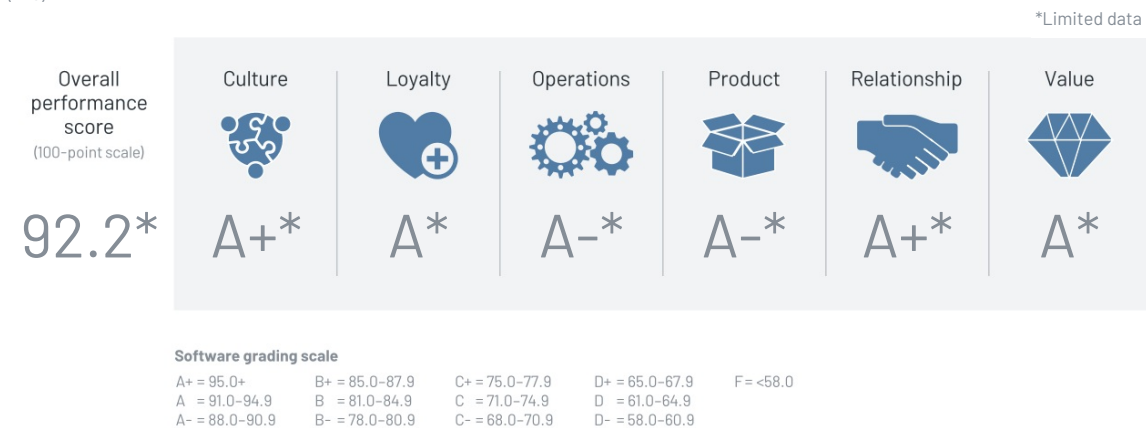 *Limited data
Overall
performance
score
(100-point scale)
92.2*
Culture
A+*
Loyalty
A*
Operations
A-*
Product
A-*
Relationship
A+*
Value
A*
Software grading scale
A+ = 95.0+ B+ = 85.0–87.9 C+ = 75.0–77.9 D+ = 65.0–67.9 F = <58.0
A = 91.0–94.9 B = 81.0–84.9 C = 71.0–74.9 D = 61.0–64.9
A- = 88.0–90.9 B- = 78.0–80.9 C- = 68.0–70.9 D- = 58.0–60.9